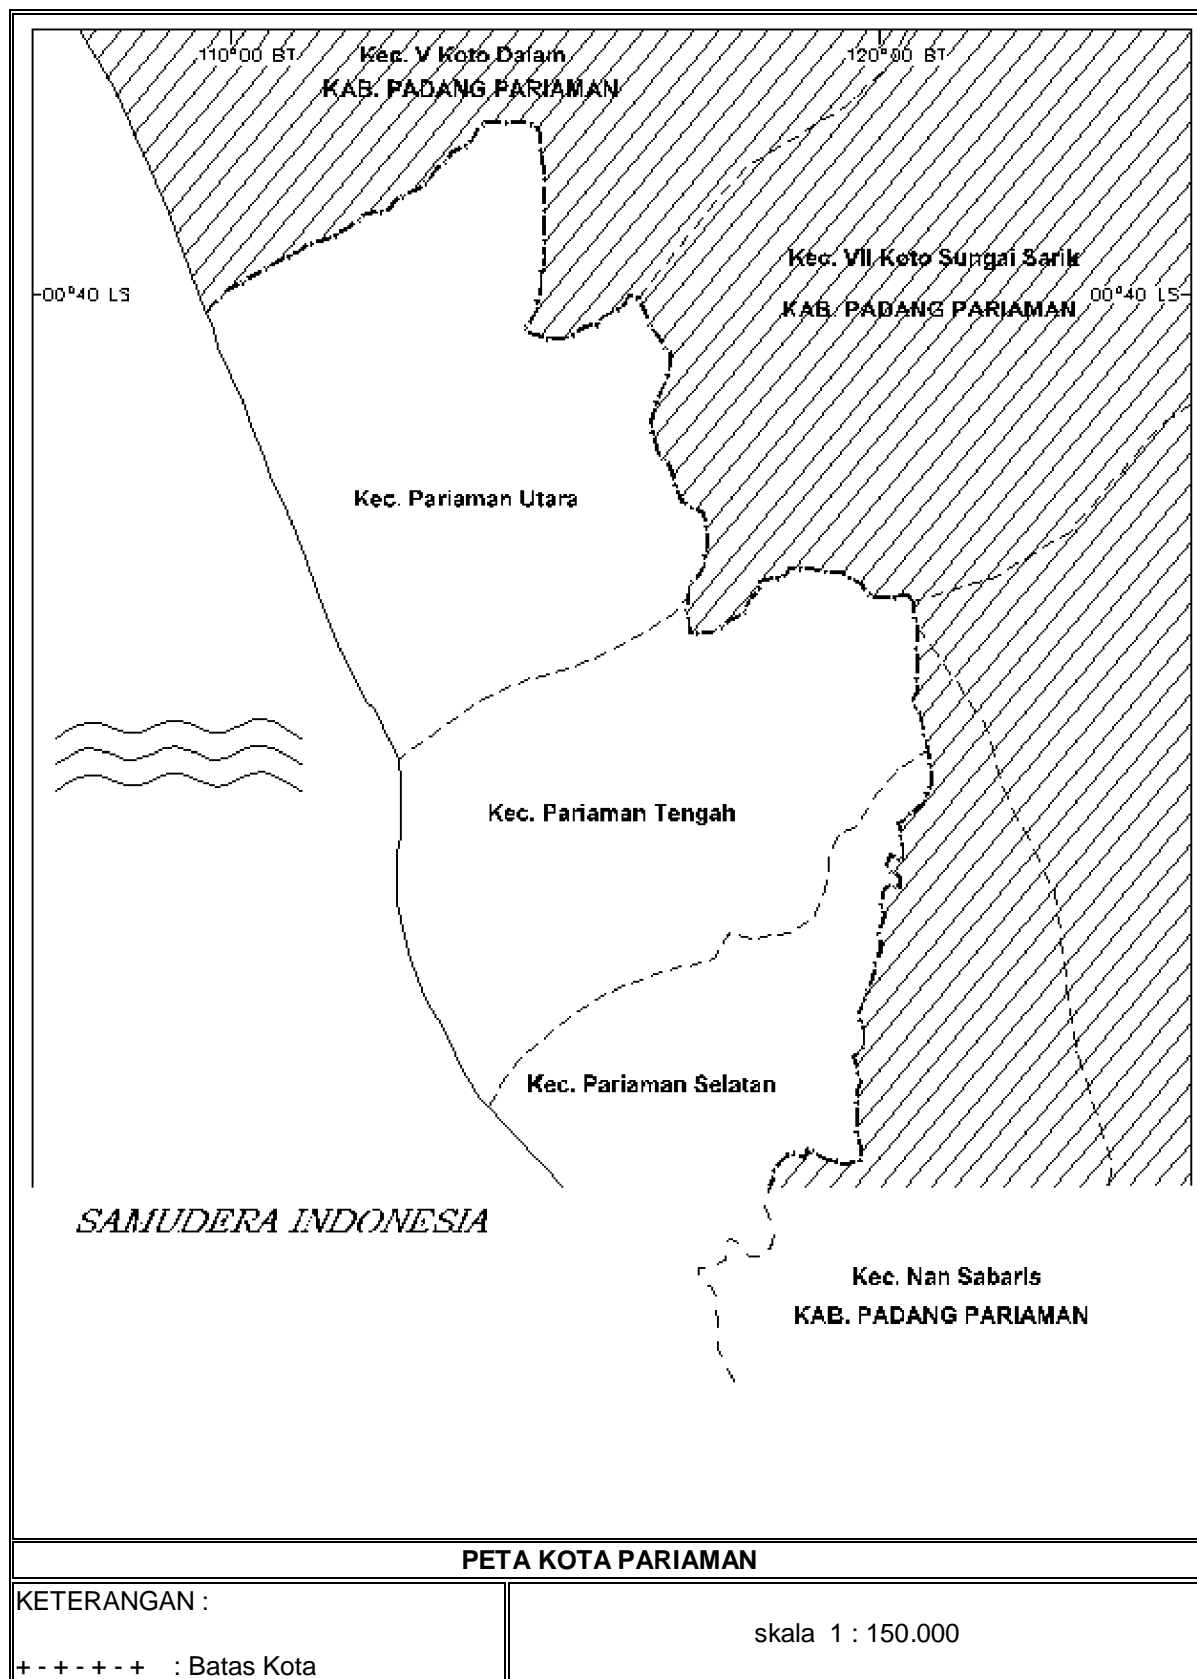 110°00 BT
Kec. V Koto Dalam
120°00 BT
KAB. PADANG PARIAMAN
Kec. VII Koto Sungai Sarik
00°40 LS
00°40 LS
KAB. PADANG PARIAMAN
Kec. Pariaman Utara
Kec. Pariaman Tengah
Kec. Pariaman Selatan
SAMUDERA INDONESIA
Kec. Nan Sabaris
KAB. PADANG PARIAMAN
PETA KOTA PARIAMAN
KETERANGAN :
skala 1 : 150.000
+ - + - + - + : Batas Kota